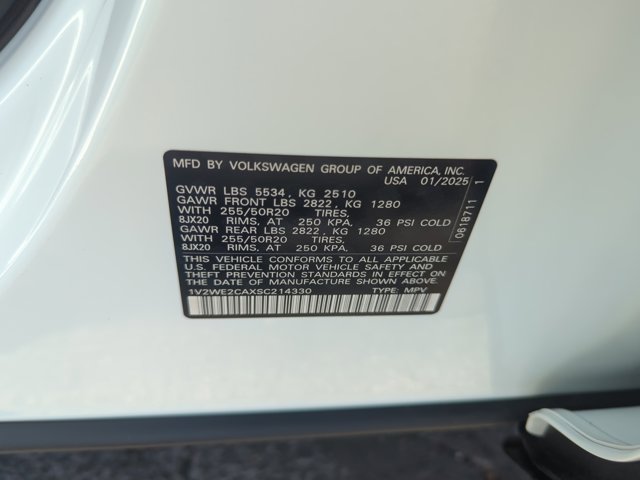 MFD BY VOLKSWAGEN GROUP OF AMERICA, INC.
USA 01/2025
GVWR LBS 5534, KG 2510
GAWR FRONT LBS 2822, KG 1280
WITH 255/50R20 TIRES,
8JX20 RIMS, AT 250 KPA, 36 PSI COLD
GAWR REAR LBS 2822, KG 1280
WITH 255/50R20 TIRES,
8JX20 RIMS, AT 250 KPA, 36 PSI COLD
THIS VEHICLE CONFORMS TO ALL APPLICABLE
U.S. FEDERAL MOTOR VEHICLE SAFETY AND
THEFT PREVENTION STANDARDS IN EFFECT ON
THE DATE OF MANUFACTURE SHOWN ABOVE.
1V2WE2CAXSC214330 TYPE: MPV
0618711 1